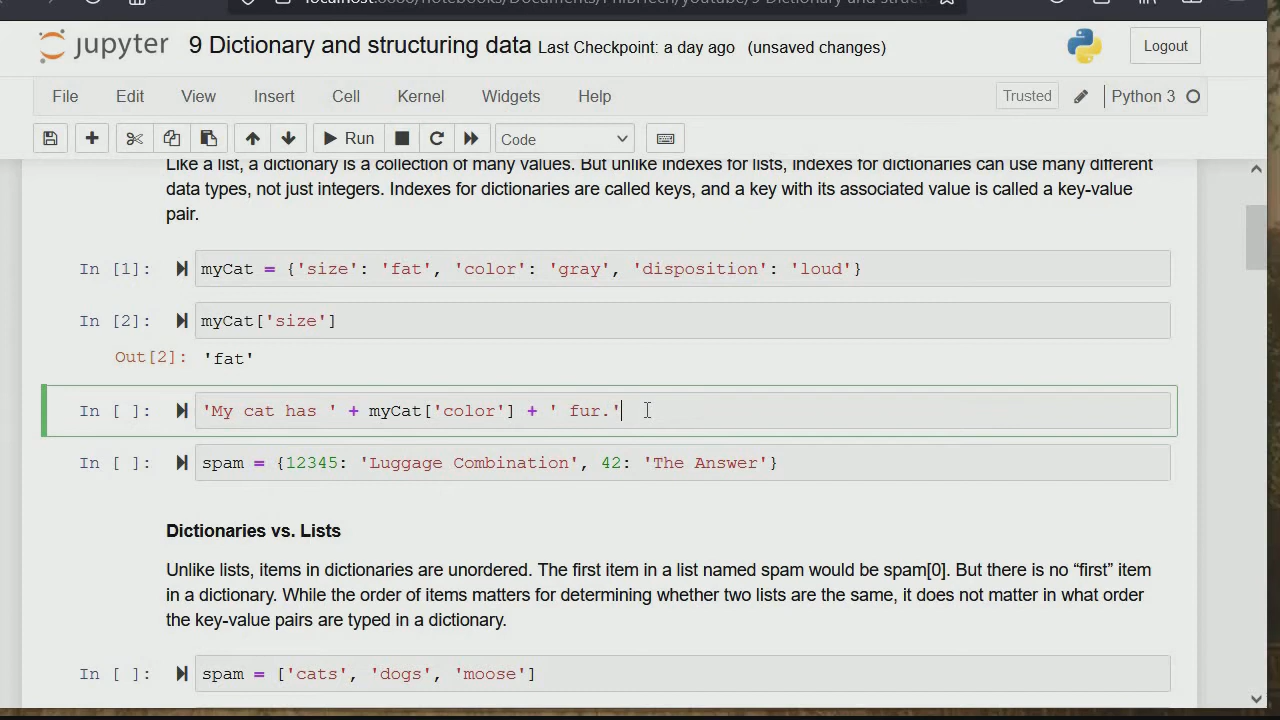 jupyter 9 Dictionary and structuring data Last Checkpoint: a day ago (unsaved changes) Logout
File Edit View Insert Cell Kernel Widgets Help Trusted Python 3
Run Code
Like a list, a dictionary is a collection of many values. But unlike indexes for lists, indexes for dictionaries can use many different
data types, not just integers. Indexes for dictionaries are called keys, and a key with its associated value is called a key-value
pair.
In [1]: myCat = {'size': 'fat', 'color': 'gray', 'disposition': 'loud'}
In [2]: myCat['size']
Out[2]: 'fat'
In [ ]: 'My cat has ' + myCat['color'] + ' fur.'
In [ ]: spam = {12345: 'Luggage Combination', 42: 'The Answer'}
Dictionaries vs. Lists
Unlike lists, items in dictionaries are unordered. The first item in a list named spam would be spam[0]. But there is no “first” item
in a dictionary. While the order of items matters for determining whether two lists are the same, it does not matter in what order
the key-value pairs are typed in a dictionary.
In [ ]: spam = ['cats', 'dogs', 'moose']